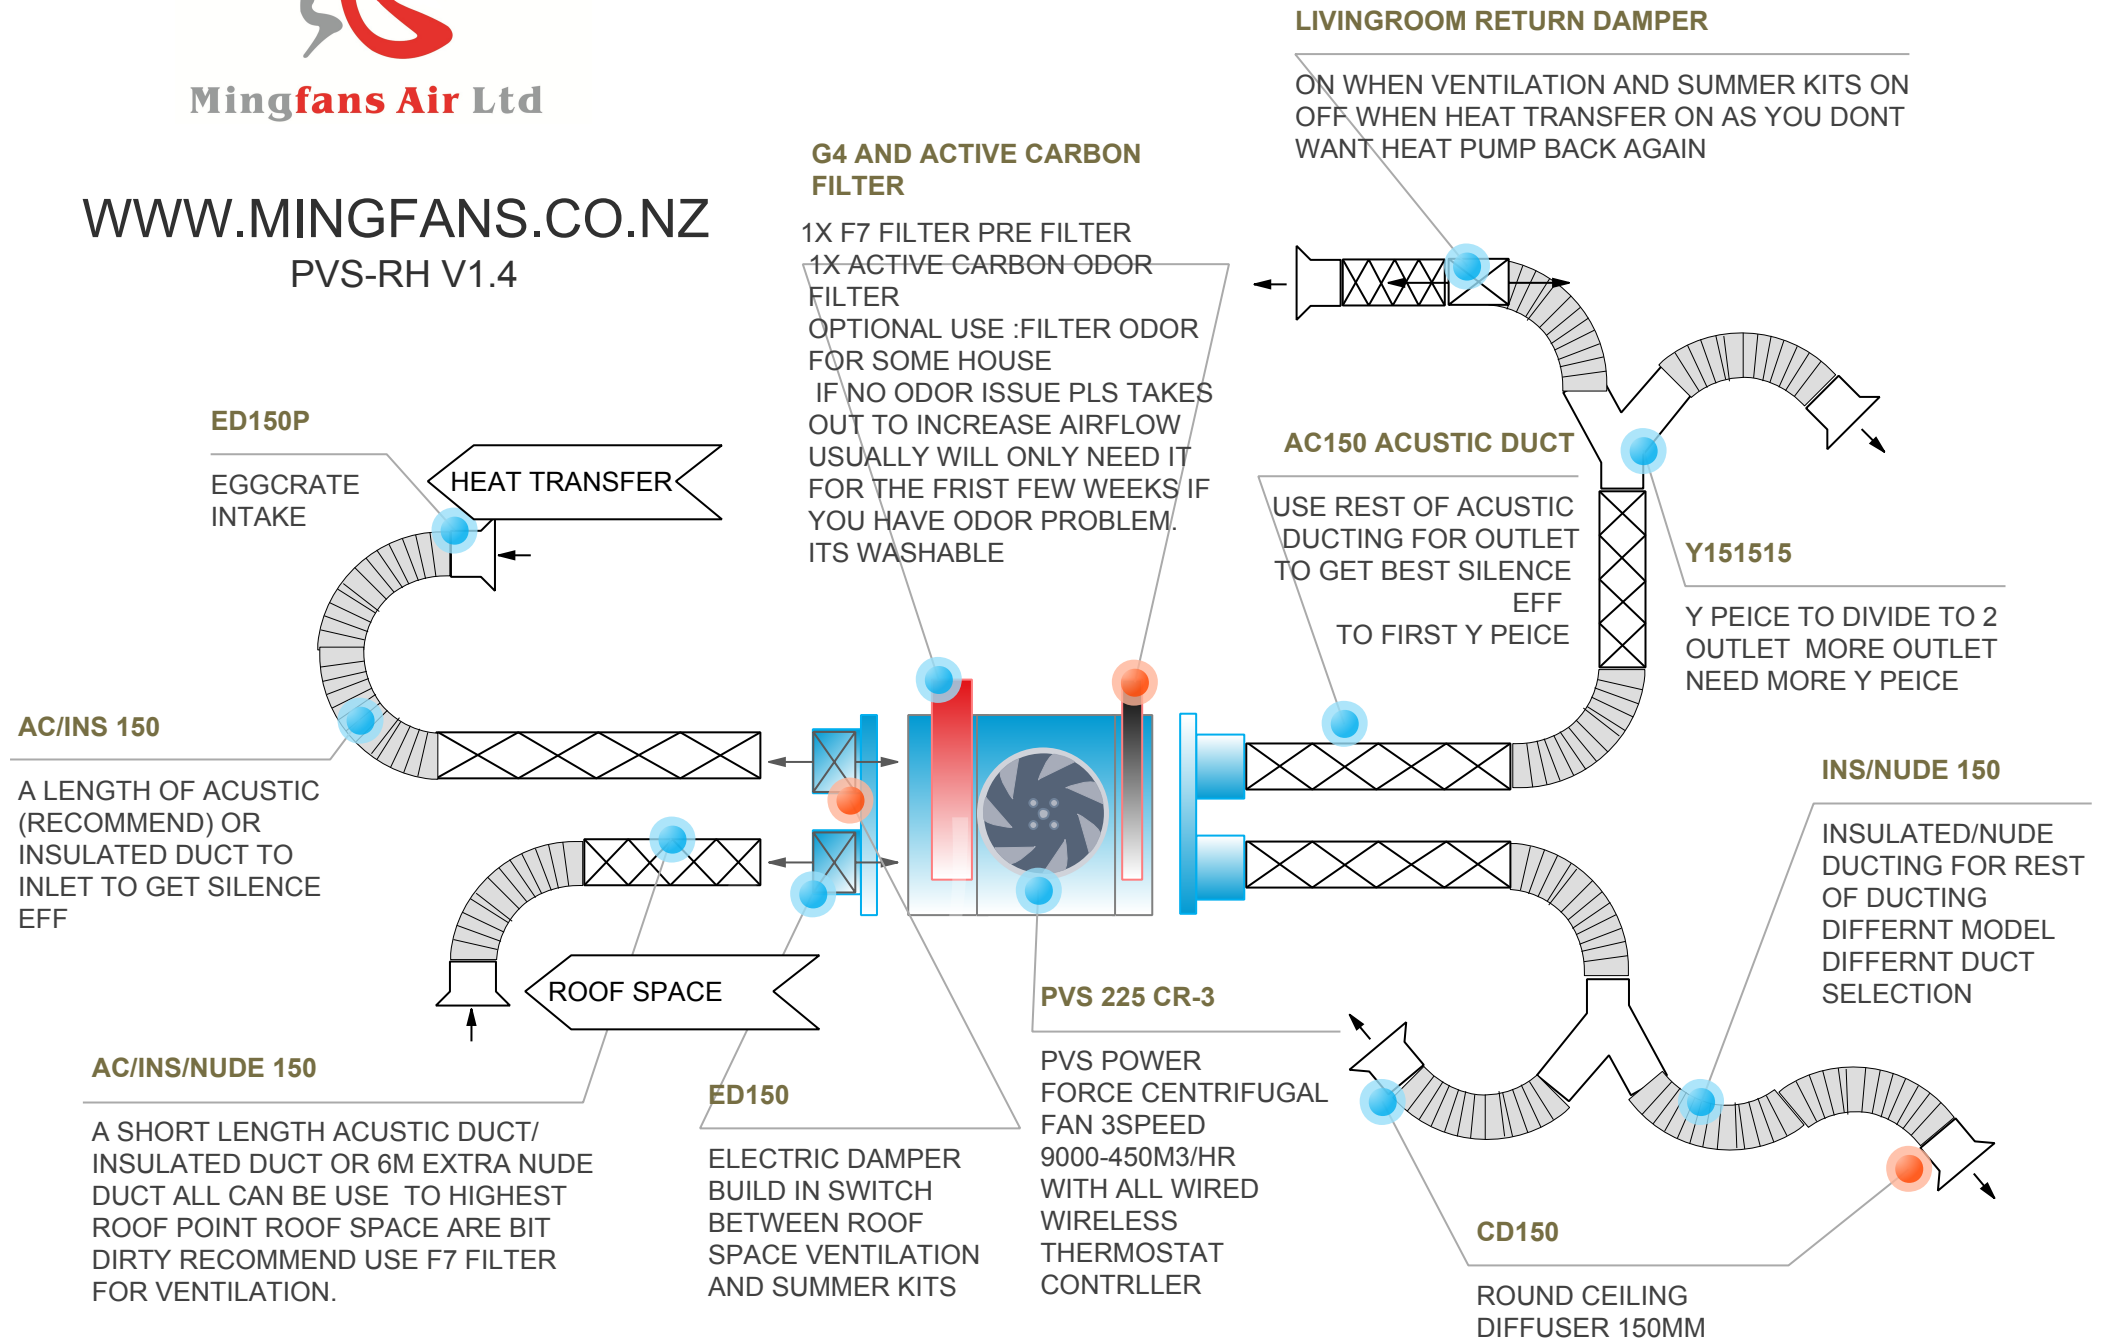 Mingfans Air Ltd
WWW.MINGFANS.CO.NZ
PVS-RH V1.4
LIVINGROOM RETURN DAMPER
ON WHEN VENTILATION AND SUMMER KITS ON
OFF WHEN HEAT TRANSFER ON AS YOU DONT
WANT HEAT PUMP BACK AGAIN
G4 AND ACTIVE CARBON
FILTER
1X F7 FILTER PRE FILTER
1X ACTIVE CARBON ODOR
FILTER
OPTIONAL USE :FILTER ODOR
FOR SOME HOUSE
IF NO ODOR ISSUE PLS TAKES
OUT TO INCREASE AIRFLOW
USUALLY WILL ONLY NEED IT
FOR THE FRIST FEW WEEKS IF
YOU HAVE ODOR PROBLEM.
ITS WASHABLE
ED150P
EGGCRATE
INTAKE
HEAT TRANSFER
AC150 ACUSTIC DUCT
USE REST OF ACUSTIC
DUCTING FOR OUTLET
TO GET BEST SILENCE
EFF
TO FIRST Y PEICE
Y151515
Y PEICE TO DIVIDE TO 2
OUTLET  MORE OUTLET
NEED MORE Y PEICE
AC/INS 150
A LENGTH OF ACUSTIC
(RECOMMEND) OR
INSULATED DUCT TO
INLET TO GET SILENCE
EFF
INS/NUDE 150
INSULATED/NUDE
DUCTING FOR REST
OF DUCTING
DIFFERNT MODEL
DIFFERNT DUCT
SELECTION
ROOF SPACE
AC/INS/NUDE 150
A SHORT LENGTH ACUSTIC DUCT/
INSULATED DUCT OR 6M EXTRA NUDE
DUCT ALL CAN BE USE  TO HIGHEST
ROOF POINT ROOF SPACE ARE BIT
DIRTY RECOMMEND USE F7 FILTER
FOR VENTILATION.
ED150
ELECTRIC DAMPER
BUILD IN SWITCH
BETWEEN ROOF
SPACE VENTILATION
AND SUMMER KITS
PVS 225 CR-3
PVS POWER
FORCE CENTRIFUGAL
FAN 3SPEED
9000-450M3/HR
WITH ALL WIRED
WIRELESS
THERMOSTAT
CONTRLLER
CD150
ROUND CEILING
DIFFUSER 150MM